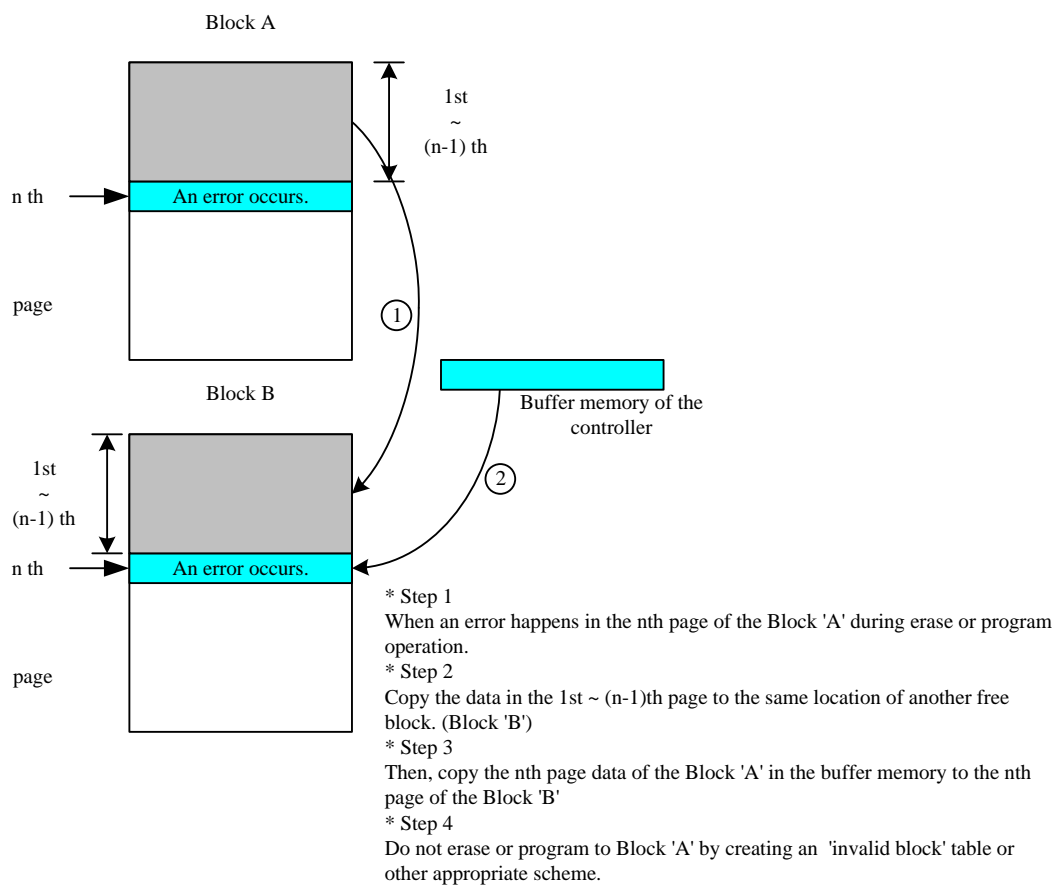 Block A
1st
~
(n-1) th
n th
An error occurs.
page
1
Block B
Buffer memory of the
controller
1st
~
(n-1) th
2
n th
An error occurs.
page
* Step 1
When an error happens in the nth page of the Block 'A' during erase or program
operation.
* Step 2
Copy the data in the 1st ~ (n-1)th page to the same location of another free
block. (Block 'B')
* Step 3
Then, copy the nth page data of the Block 'A' in the buffer memory to the nth
page of the Block 'B'
* Step 4
Do not erase or program to Block 'A' by creating an 'invalid block' table or
other appropriate scheme.